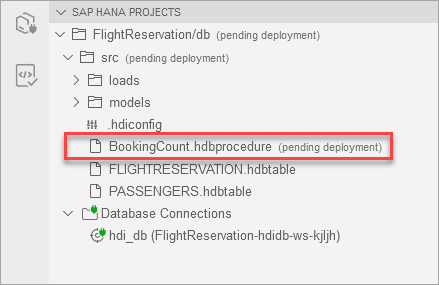 SAP HANA PROJECTS
FlightReservation/db (pending deployment)
src (pending deployment)
loads
models
.hdiconfig
BookingCount.hdbprocedure (pending deployment)
FLIGHTRESERVATION.hdbtable
PASSENGERS.hdbtable
Database Connections
hdi_db (FlightReservation-hdidb-ws-kjljh)